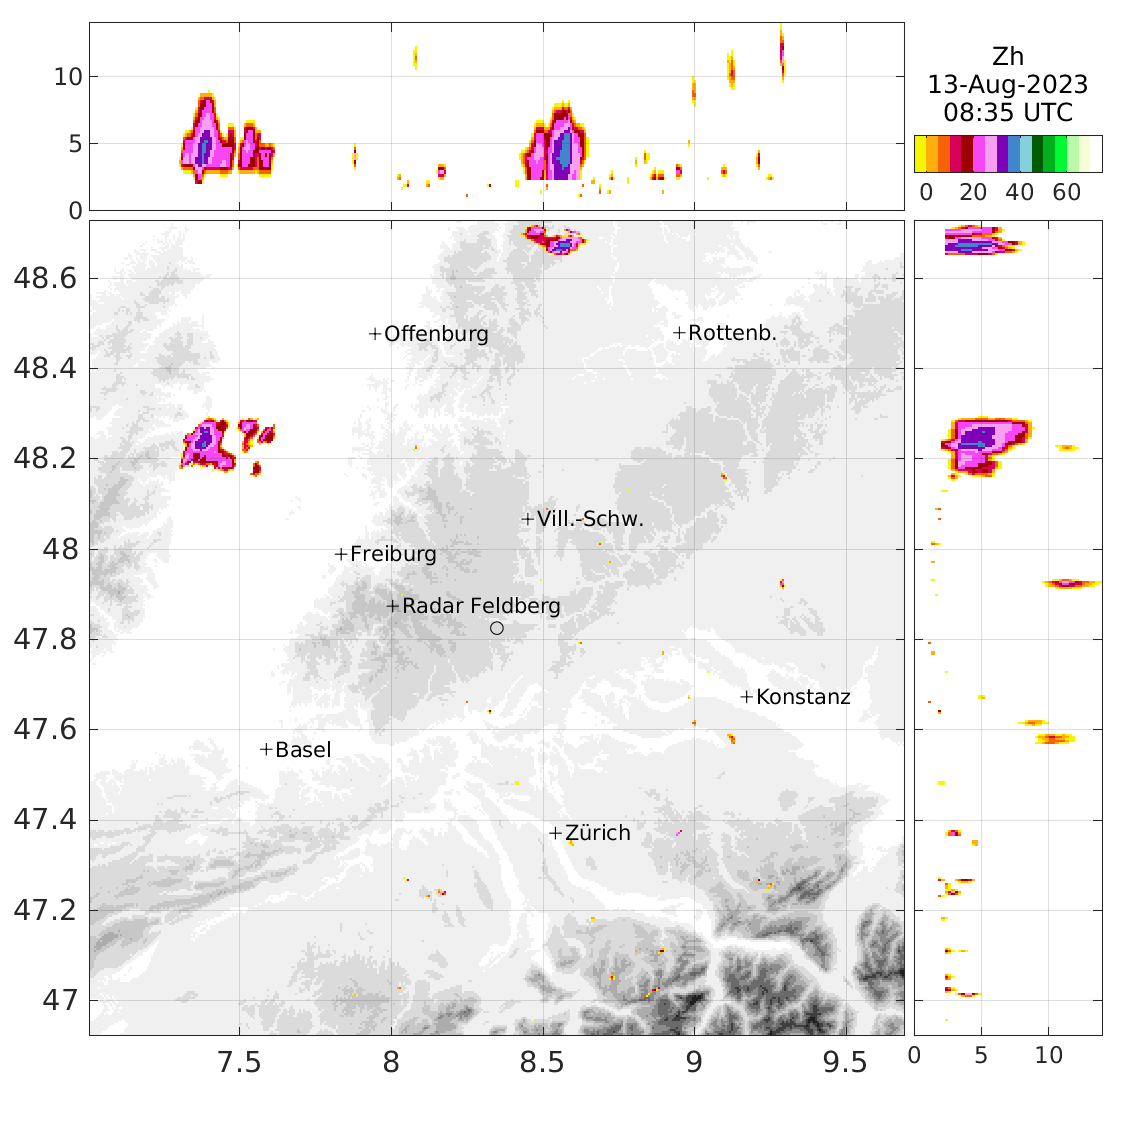 10
5
0
Zh
13-Aug-2023
08:35 UTC
0 20 40 60
48.6
48.4
48.2
48
47.8
47.6
47.4
47.2
47
+Offenburg
+Rottenb.
+Vill.-Schw.
+Freiburg
+Radar Feldberg
+Konstanz
+Basel
+Zürich
7.5 8 8.5 9 9.5
0 5 10